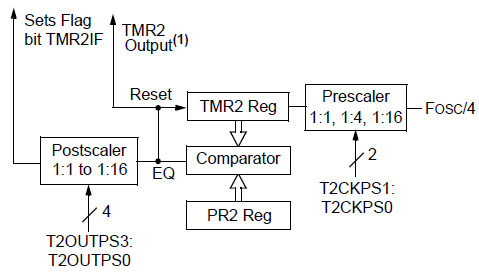 Sets Flag
bit TMR2IF
TMR2
Output(1)
Reset
TMR2 Reg
Prescaler
1:1, 1:4, 1:16
FOSC/4
2
T2CKPS1:
T2CKPS0
Postscaler
1:1 to 1:16
EQ
Comparator
4
T2OUTPS3:
T2OUTPS0
PR2 Reg